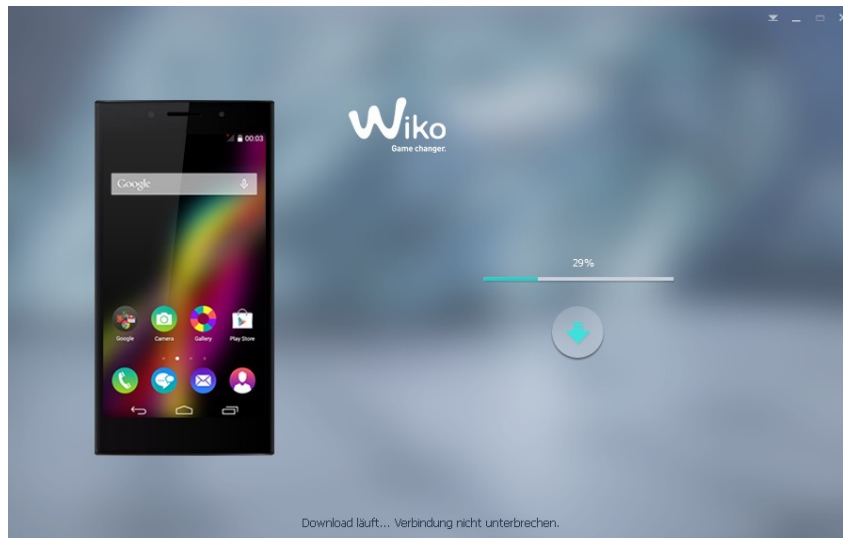 Wiko
Game changer.
00:03
Google
29%
Google
Camera
Gallery
Play Store
Download läuft... Verbindung nicht unterbrechen.